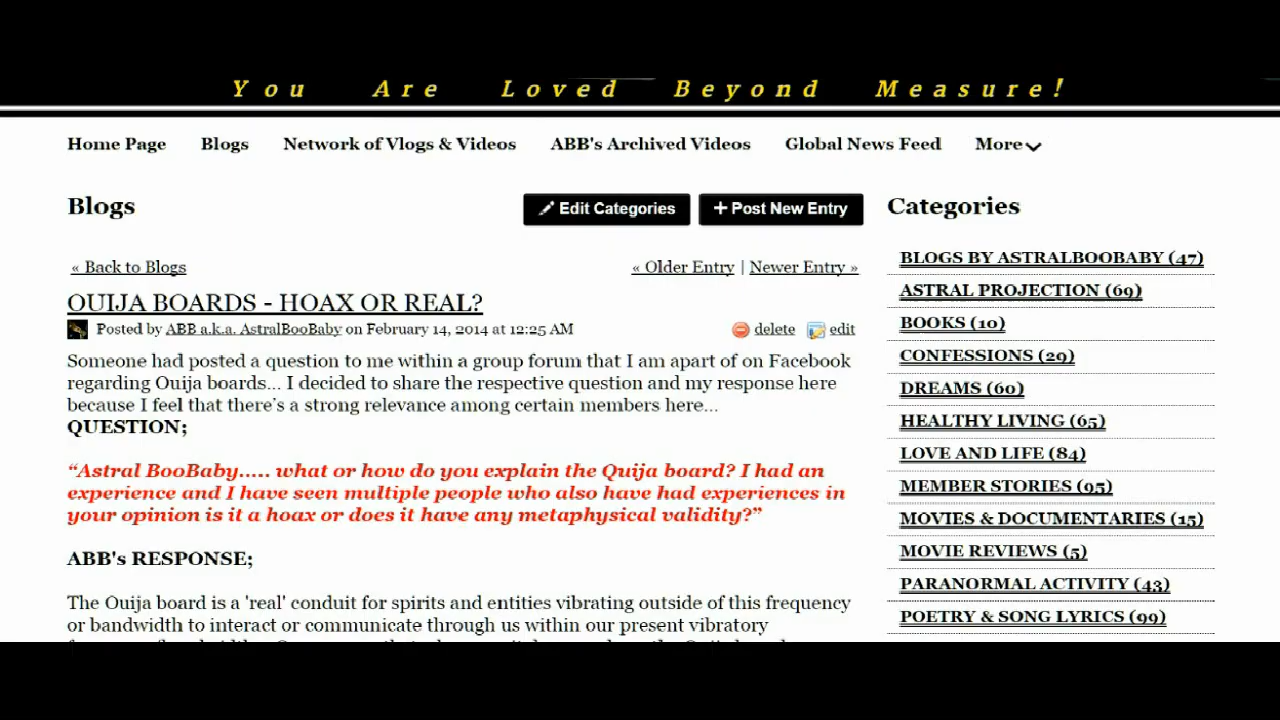 You Are Loved Beyond Measure!
Home Page Blogs Network of Vlogs & Videos ABB's Archived Videos Global News Feed More
Blogs
Edit Categories + Post New Entry
« Back to Blogs « Older Entry | Newer Entry »
OUIJA BOARDS - HOAX OR REAL?
Posted by ABB a.k.a. AstralBooBaby on February 14, 2014 at 12:25 AM delete edit
Someone had posted a question to me within a group forum that I am apart of on Facebook
regarding Ouija boards... I decided to share the respective question and my response here
because I feel that there's a strong relevance among certain members here...
QUESTION;
“Astral BooBaby..... what or how do you explain the Quija board? I had an
experience and I have seen multiple people who also have had experiences in
your opinion is it a hoax or does it have any metaphysical validity?”
ABB's RESPONSE;
The Ouija board is a 'real' conduit for spirits and entities vibrating outside of this frequency
or bandwidth to interact or communicate through us within our present vibratory
Categories
BLOGS BY ASTRALBOOBABY (47)
ASTRAL PROJECTION (69)
BOOKS (10)
CONFESSIONS (29)
DREAMS (60)
HEALTHY LIVING (65)
LOVE AND LIFE (84)
MEMBER STORIES (95)
MOVIES & DOCUMENTARIES (15)
MOVIE REVIEWS (5)
PARANORMAL ACTIVITY (43)
POETRY & SONG LYRICS (99)